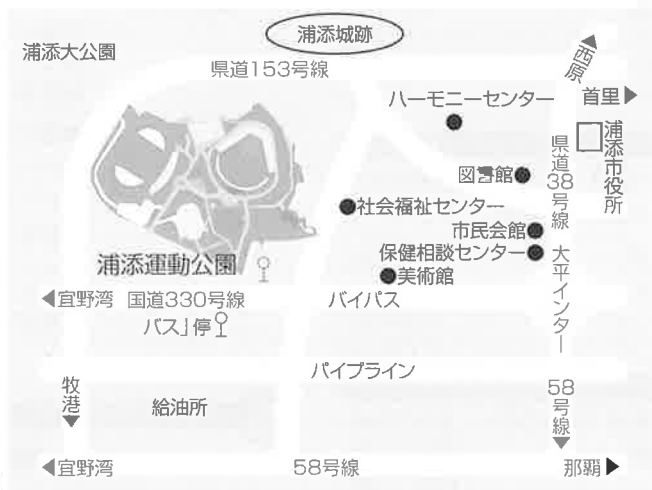 浦添城跡
浦添大公園
県道153号線
西原
ハーモニーセンター
首里
浦添市役所
図書館
県道38号線
社会福祉センター
市民会館
保健相談センター
大平インター
浦添運動公園
美術館
宜野湾
国道330号線
バイパス
バス停
パイプライン
牧港
給油所
58号線
宜野湾
58号線
那覇